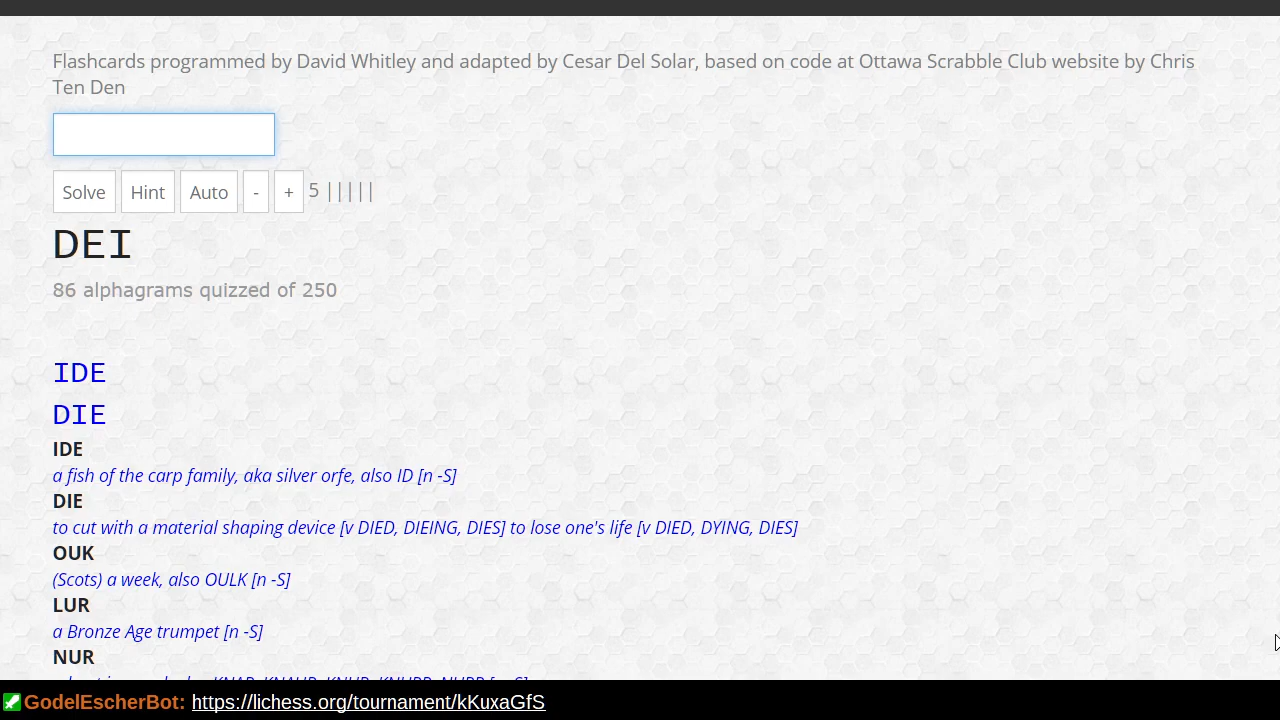 Flashcards programmed by David Whitley and adapted by Cesar Del Solar, based on code at Ottawa Scrabble Club website by Chris
Ten Den
Solve Hint Auto - + 5 |||||
DEI
86 alphagrams quizzed of 250
IDE
DIE
IDE
a fish of the carp family, aka silver orfe, also ID [n -S]
DIE
to cut with a material shaping device [v DIED, DIEING, DIES] to lose one's life [v DIED, DYING, DIES]
OUK
(Scots) a week, also OULK [n -S]
LUR
a Bronze Age trumpet [n -S]
NUR
GodelEscherBot: https://lichess.org/tournament/kKuxaGfS